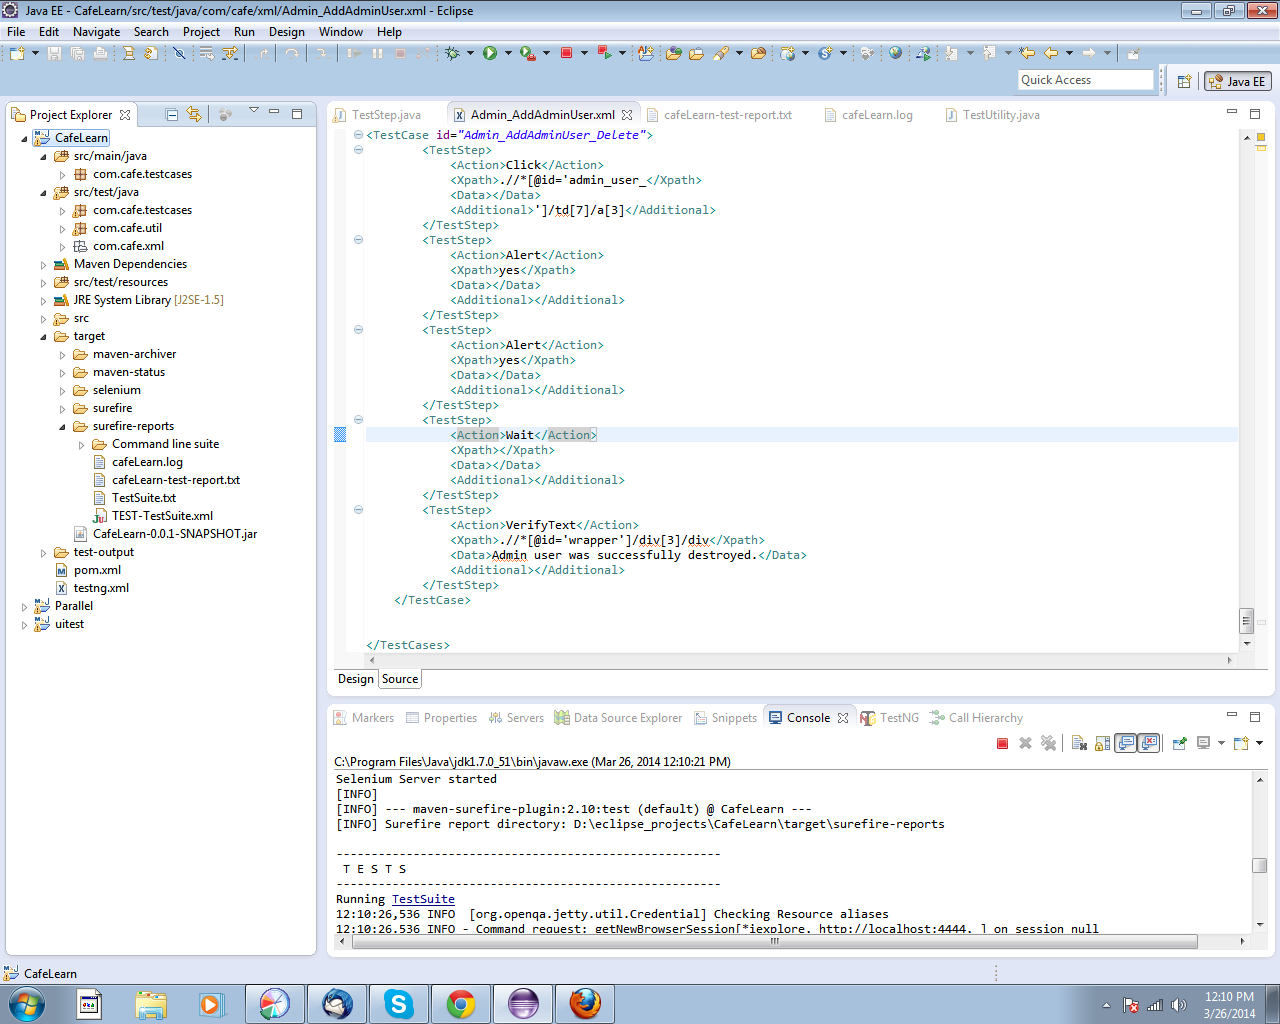 Java EE - CafeLearn/src/test/java/com/cafe/xml/Admin_AddAdminUser.xml - Eclipse
File Edit Navigate Search Project Run Design Window Help
Quick Access
Java EE
Project Explorer
CafeLearn
src/main/java
com.cafe.testcases
src/test/java
com.cafe.testcases
com.cafe.util
com.cafe.xml
Maven Dependencies
src/test/resources
JRE System Library [J2SE-1.5]
src
target
maven-archiver
maven-status
selenium
surefire
surefire-reports
Command line suite
cafeLearn.log
cafeLearn-test-report.txt
TestSuite.txt
TEST-TestSuite.xml
CafeLearn-0.0.1-SNAPSHOT.jar
test-output
pom.xml
testng.xml
Parallel
uitest
TestStep.java Admin_AddAdminUser.xml cafeLearn-test-report.txt cafeLearn.log TestUtility.java
<TestCase id="Admin_AddAdminUser_Delete">
<TestStep>
<Action>Click</Action>
<Xpath>.//*[@id='admin_user_</Xpath>
<Data></Data>
<Additional>']/td[7]/a[3]</Additional>
</TestStep>
<TestStep>
<Action>Alert</Action>
<Xpath>yes</Xpath>
<Data></Data>
<Additional></Additional>
</TestStep>
<TestStep>
<Action>Alert</Action>
<Xpath>yes</Xpath>
<Data></Data>
<Additional></Additional>
</TestStep>
<TestStep>
<Action>Wait</Action>
<Xpath></Xpath>
<Data></Data>
<Additional></Additional>
</TestStep>
<TestStep>
<Action>VerifyText</Action>
<Xpath>.//*[@id='wrapper']/div[3]/div</Xpath>
<Data>Admin user was successfully destroyed.</Data>
<Additional></Additional>
</TestStep>
</TestCase>
</TestCases>
Design Source
Markers Properties Servers Data Source Explorer Snippets Console TestNG Call Hierarchy
C:\Program Files\Java\jdk1.7.0_51\bin\javaw.exe (Mar 26, 2014 12:10:21 PM)
Selenium Server started
[INFO]
[INFO] --- maven-surefire-plugin:2.10:test (default) @ CafeLearn ---
[INFO] Surefire report directory: D:\eclipse_projects\CafeLearn\target\surefire-reports
-------------------------------------------------------
T E S T S
-------------------------------------------------------
Running TestSuite
12:10:26,536 INFO [org.openqa.jetty.util.Credential] Checking Resource aliases
12:10:26,536 INFO - Command request: getNewBrowserSession[*iexplore, http://localhost:4444, ] on session null
CafeLearn
12:10 PM
3/26/2014